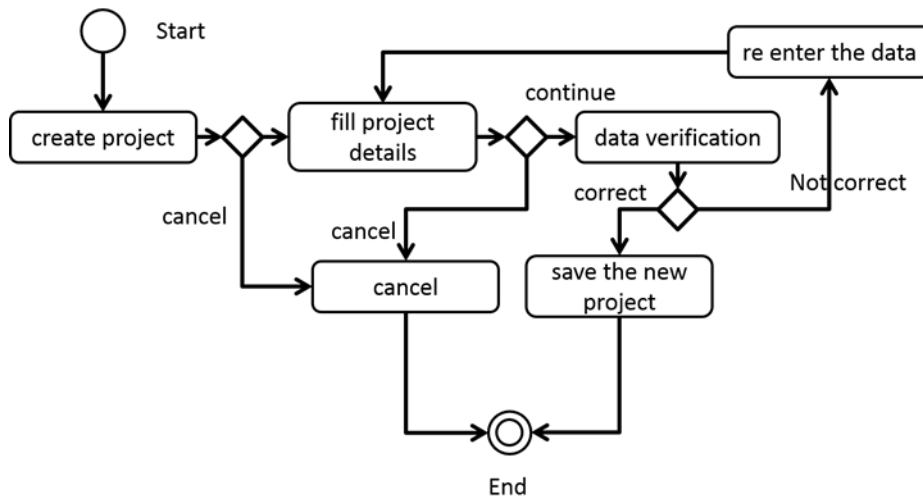 Start
re enter the data
continue
create project
fill project
details
data verification
Not correct
correct
cancel
cancel
cancel
save the new
project
End